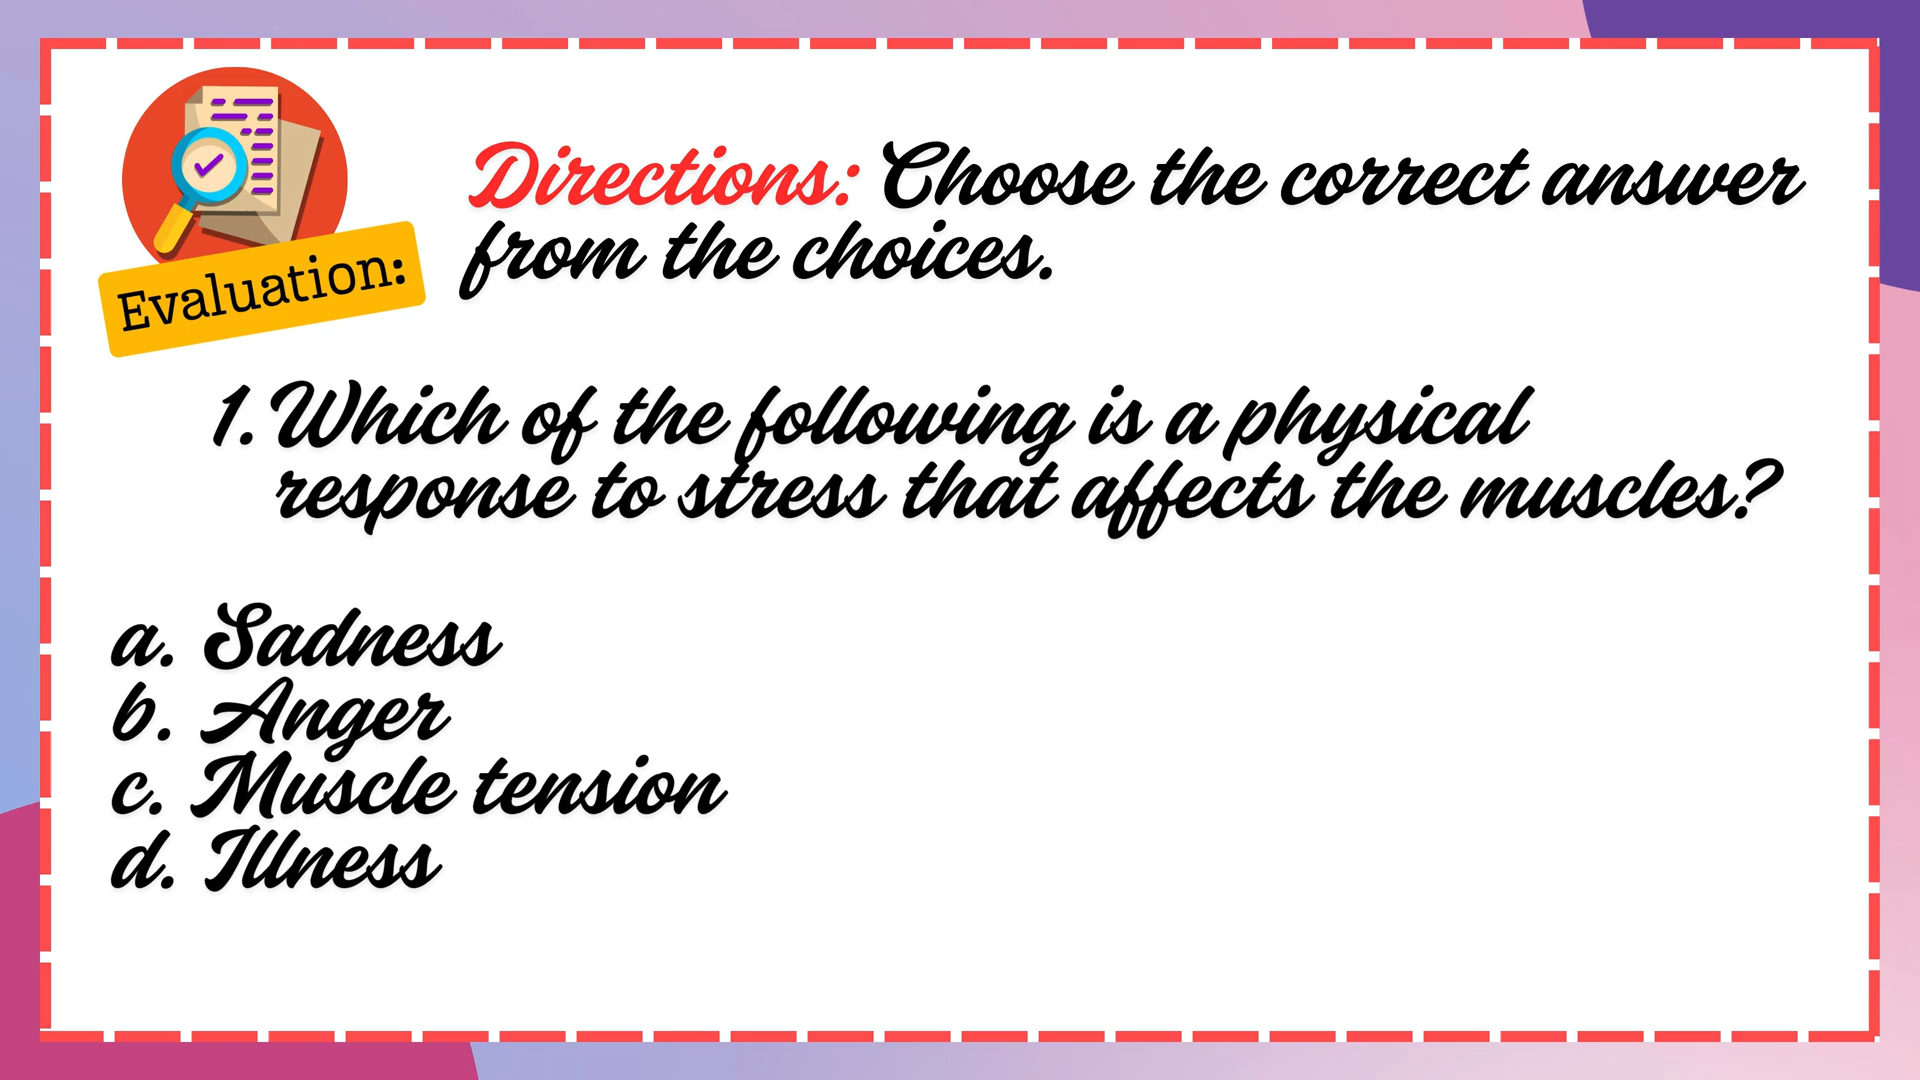 Evaluation:
Directions: Choose the correct answer
from the choices.
1. Which of the following is a physical
response to stress that affects the muscles?
a. Sadness
b. Anger
c. Muscle tension
d. Illness